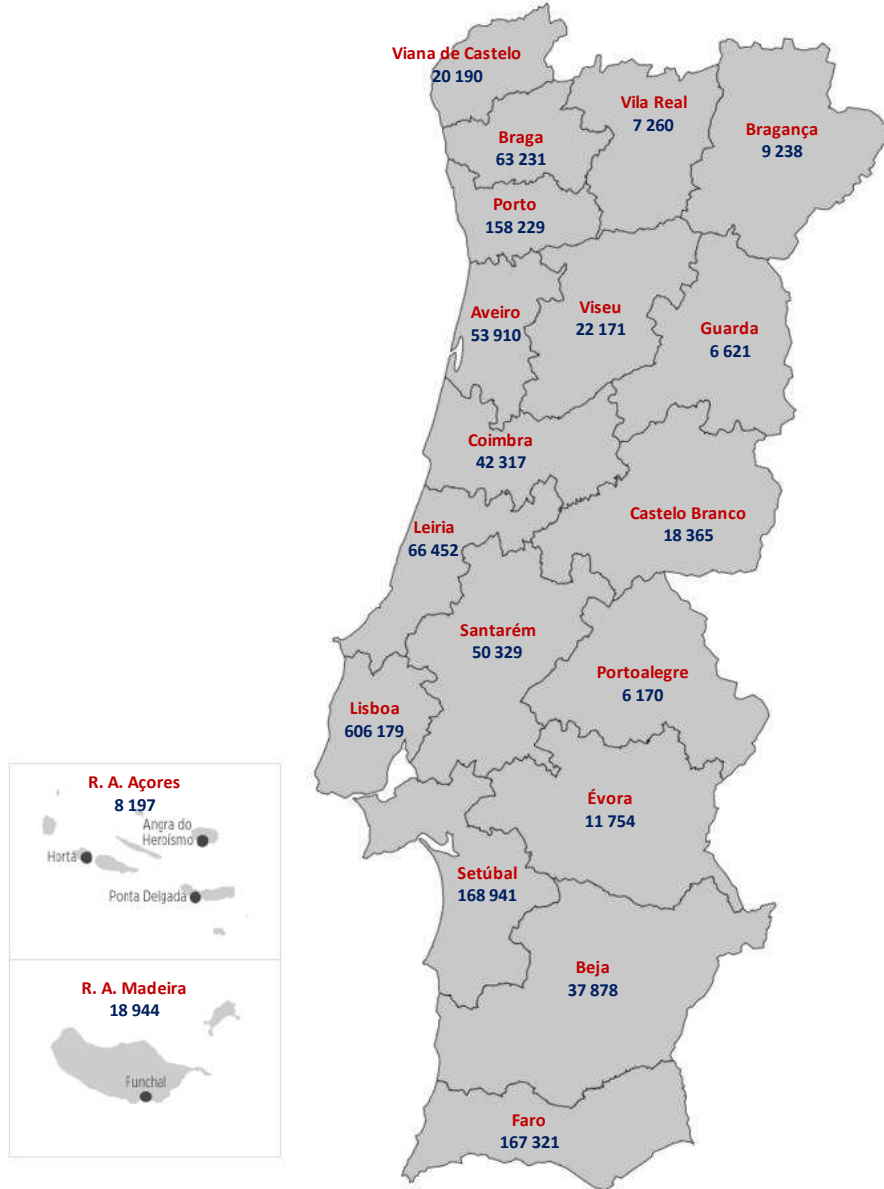 Viana de Castelo
20 190
Vila Real
7 260
Bragança
9 238
Braga
63 231
Porto
158 229
Aveiro
53 910
Viseu
22 171
Guarda
6 621
Coimbra
42 317
Castelo Branco
18 365
Leiria
66 452
Santarém
50 329
Portoalegre
6 170
Lisboa
606 179
Évora
11 754
Setúbal
168 941
Beja
37 878
Faro
167 321
R. A. Açores
8 197
Angra do
Heroísmo
Horta
Ponta Delgada
R. A. Madeira
18 944
Funchal